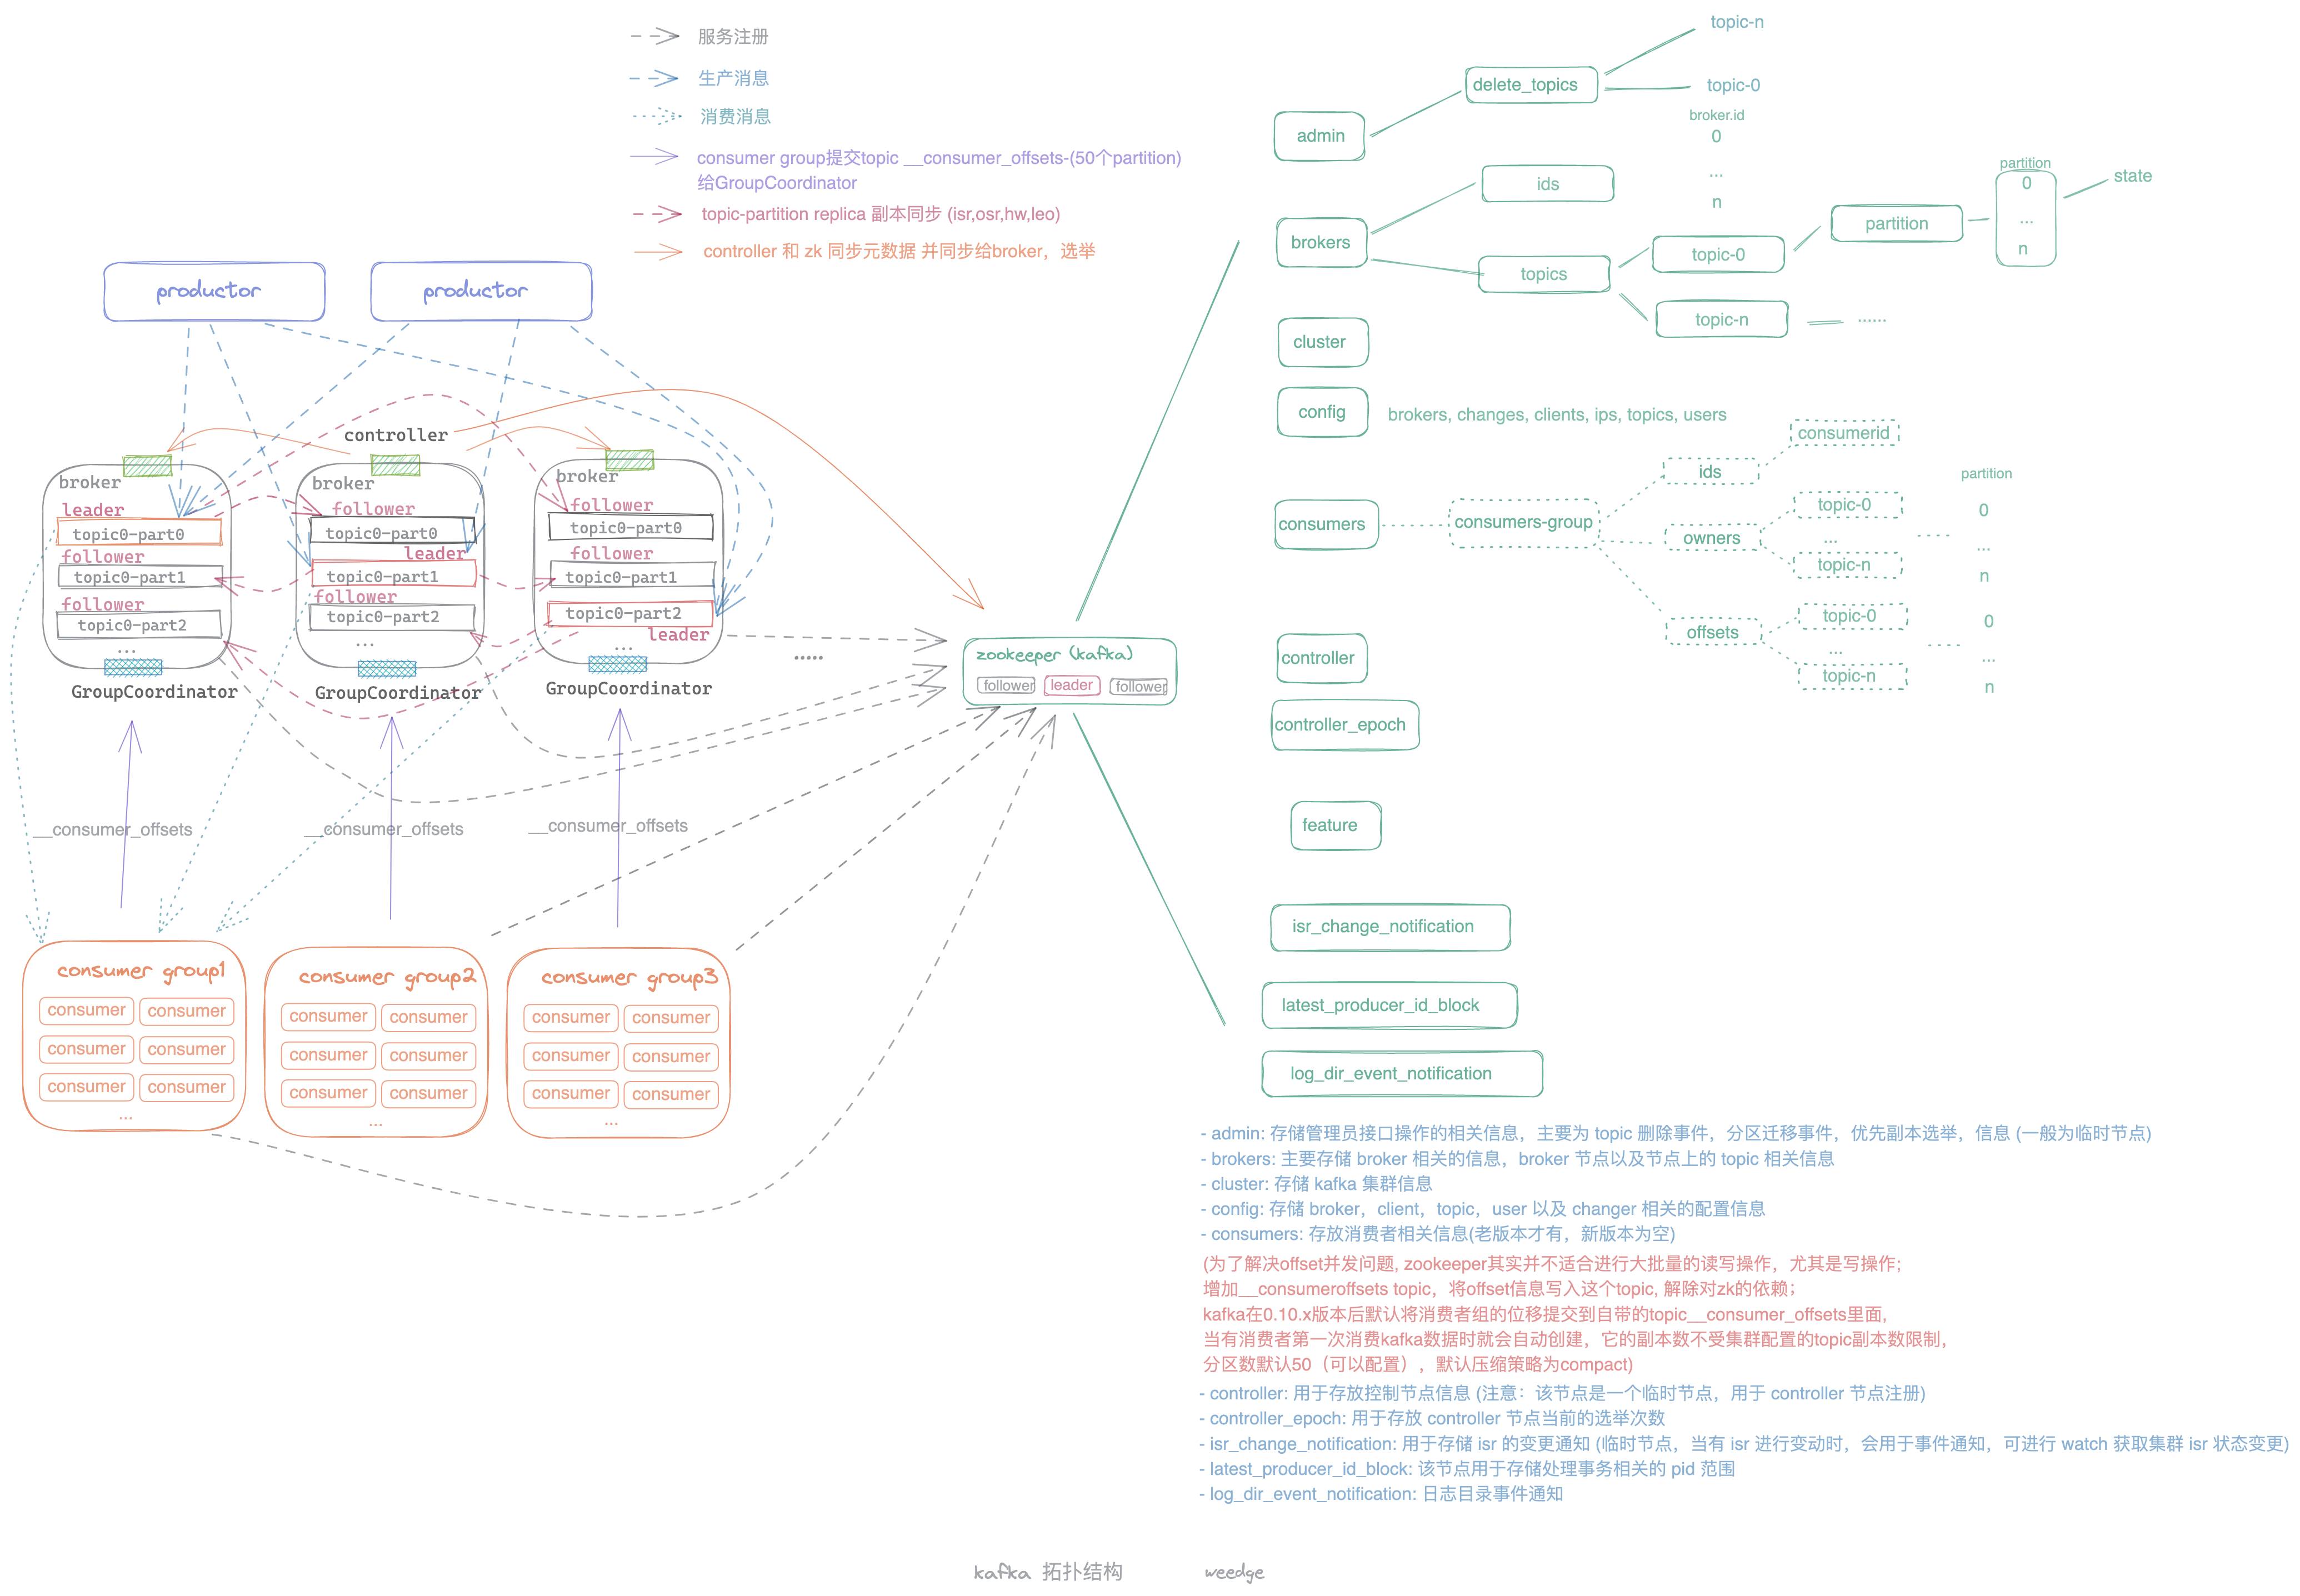 服务注册
生产消息
消费消息
consumer group提交topic __consumer_offsets-(50个partition)
给GroupCoordinator
topic-partition replica 副本同步 (isr,osr,hw,leo)
controller 和 zk 同步元数据 并同步给broker，选举
productor
productor
controller
broker
leader
topic0-part0
follower
topic0-part1
follower
topic0-part2
...
GroupCoordinator
broker
follower
topic0-part0
leader
topic0-part1
follower
topic0-part2
...
GroupCoordinator
broker
follower
topic0-part0
follower
topic0-part1
topic0-part2
leader
...
GroupCoordinator
.....
__consumer_offsets
__consumer_offsets
__consumer_offsets
consumer group1
consumer consumer
consumer consumer
consumer consumer
...
consumer group2
consumer consumer
consumer consumer
consumer consumer
...
consumer group3
consumer consumer
consumer consumer
consumer consumer
...
zookeeper (kafka)
follower leader follower
admin
delete_topics
topic-n
topic-0
brokers
ids
broker.id
0
...
n
topics
topic-0
partition
partition
0
...
n
state
topic-n
......
cluster
config
brokers, changes, clients, ips, topics, users
consumers
consumers-group
ids
consumerid
owners
topic-0
...
topic-n
partition
0
...
n
offsets
topic-0
...
topic-n
0
...
n
controller
controller_epoch
feature
isr_change_notification
latest_producer_id_block
log_dir_event_notification
- admin: 存储管理员接口操作的相关信息，主要为 topic 删除事件，分区迁移事件，优先副本选举，信息 (一般为临时节点)
- brokers: 主要存储 broker 相关的信息，broker 节点以及节点上的 topic 相关信息
- cluster: 存储 kafka 集群信息
- config: 存储 broker，client，topic，user 以及 changer 相关的配置信息
- consumers: 存放消费者相关信息(老版本才有，新版本为空)
(为了解决offset并发问题, zookeeper其实并不适合进行大批量的读写操作，尤其是写操作;
增加__consumeroffsets topic，将offset信息写入这个topic, 解除对zk的依赖；
kafka在0.10.x版本后默认将消费者组的位移提交到自带的topic__consumer_offsets里面,
当有消费者第一次消费kafka数据时就会自动创建，它的副本数不受集群配置的topic副本数限制，
分区数默认50（可以配置），默认压缩策略为compact)
- controller: 用于存放控制节点信息 (注意：该节点是一个临时节点，用于 controller 节点注册)
- controller_epoch: 用于存放 controller 节点当前的选举次数
- isr_change_notification: 用于存储 isr 的变更通知 (临时节点，当有 isr 进行变动时，会用于事件通知，可进行 watch 获取集群 isr 状态变更)
- latest_producer_id_block: 该节点用于存储处理事务相关的 pid 范围
- log_dir_event_notification: 日志目录事件通知
kafka 拓扑结构
weedge